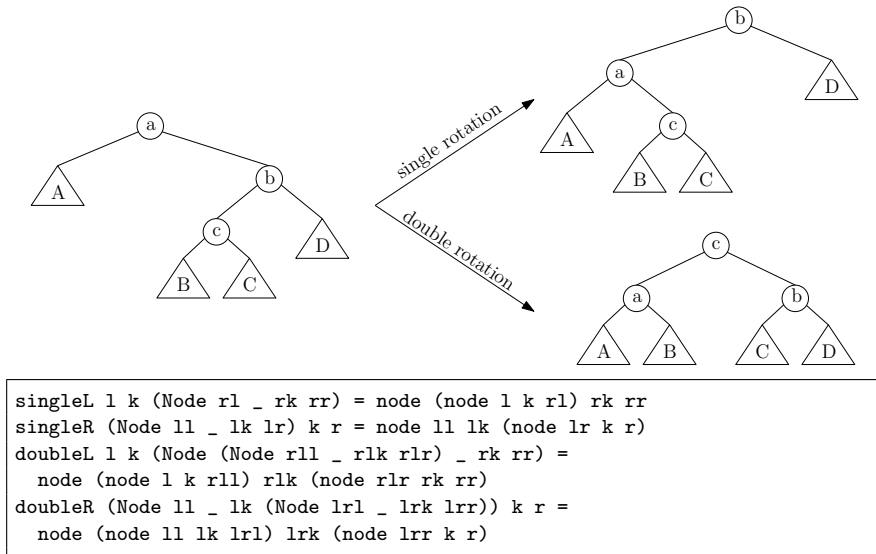 a
A
b
c
D
B
C
single rotation
double rotation
b
a
D
A
c
B
C
c
a
b
A
B
C
D
singleL l k (Node rl _ rk rr) = node (node l k rl) rk rr
singleR (Node ll _ lk lr) k r = node ll lk (node lr k r)
doubleL l k (Node (Node rll _ rlk rlr) _ rk rr) =
  node (node l k rll) rlk (node rlr rk rr)
doubleR (Node ll _ lk (Node lrl _ lrk lrr)) k r =
  node (node ll lk lrl) lrk (node lrr k r)